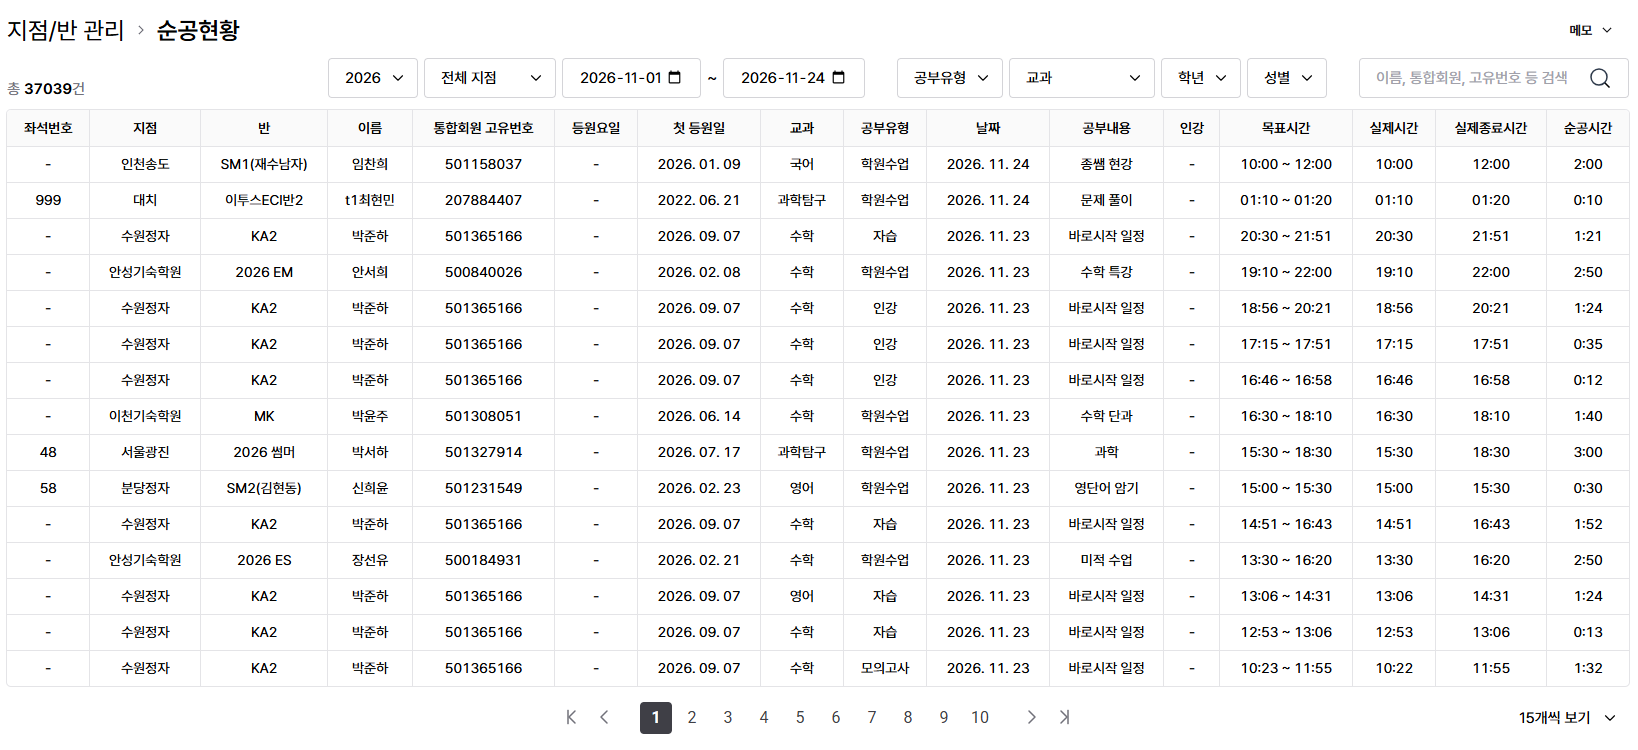 지점/반 관리 > 순공현황
메모
총 37039건
2026 전체 지점 2026-11-01 ~ 2026-11-24 공부유형 교과 학년 성별 이름, 통합회원, 고유번호 등 검색
좌석번호 지점 반 이름 통합회원 고유번호 등원요일 첫 등원일 교과 공부유형 날짜 공부내용 인강 목표시간 실제시간 실제종료시간 순공시간
- 인천송도 SM1(재수남자) 임찬희 501158037 - 2026. 01. 09 국어 학원수업 2026. 11. 24 종쌤 현강 - 10:00 ~ 12:00 10:00 12:00 2:00
999 대치 이투스ECI반2 t1최현민 207884407 - 2022. 06. 21 과학탐구 학원수업 2026. 11. 24 문제 풀이 - 01:10 ~ 01:20 01:10 01:20 0:10
- 수원정자 KA2 박준하 501365166 - 2026. 09. 07 수학 자습 2026. 11. 23 바로시작 일정 - 20:30 ~ 21:51 20:30 21:51 1:21
- 안성기숙학원 2026 EM 안서희 500840026 - 2026. 02. 08 수학 학원수업 2026. 11. 23 수학 특강 - 19:10 ~ 22:00 19:10 22:00 2:50
- 수원정자 KA2 박준하 501365166 - 2026. 09. 07 수학 인강 2026. 11. 23 바로시작 일정 - 18:56 ~ 20:21 18:56 20:21 1:24
- 수원정자 KA2 박준하 501365166 - 2026. 09. 07 수학 인강 2026. 11. 23 바로시작 일정 - 17:15 ~ 17:51 17:15 17:51 0:35
- 수원정자 KA2 박준하 501365166 - 2026. 09. 07 수학 인강 2026. 11. 23 바로시작 일정 - 16:46 ~ 16:58 16:46 16:58 0:12
- 이천기숙학원 MK 박윤주 501308051 - 2026. 06. 14 수학 학원수업 2026. 11. 23 수학 단과 - 16:30 ~ 18:10 16:30 18:10 1:40
48 서울광진 2026 썸머 박서하 501327914 - 2026. 07. 17 과학탐구 학원수업 2026. 11. 23 과학 - 15:30 ~ 18:30 15:30 18:30 3:00
58 분당정자 SM2(김현동) 신희윤 501231549 - 2026. 02. 23 영어 학원수업 2026. 11. 23 영단어 암기 - 15:00 ~ 15:30 15:00 15:30 0:30
- 수원정자 KA2 박준하 501365166 - 2026. 09. 07 수학 자습 2026. 11. 23 바로시작 일정 - 14:51 ~ 16:43 14:51 16:43 1:52
- 안성기숙학원 2026 ES 장선유 500184931 - 2026. 02. 21 수학 학원수업 2026. 11. 23 미적 수업 - 13:30 ~ 16:20 13:30 16:20 2:50
- 수원정자 KA2 박준하 501365166 - 2026. 09. 07 영어 자습 2026. 11. 23 바로시작 일정 - 13:06 ~ 14:31 13:06 14:31 1:24
- 수원정자 KA2 박준하 501365166 - 2026. 09. 07 수학 자습 2026. 11. 23 바로시작 일정 - 12:53 ~ 13:06 12:53 13:06 0:13
- 수원정자 KA2 박준하 501365166 - 2026. 09. 07 수학 모의고사 2026. 11. 23 바로시작 일정 - 10:23 ~ 11:55 10:22 11:55 1:32
1 2 3 4 5 6 7 8 9 10
15개씩 보기